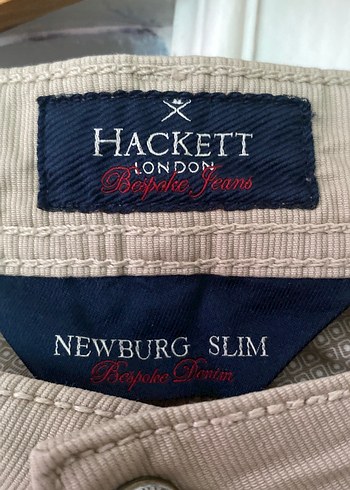 HACKETT
LONDON
Bespoke Jeans
NEWBURG SLIM
Bespoke Denim